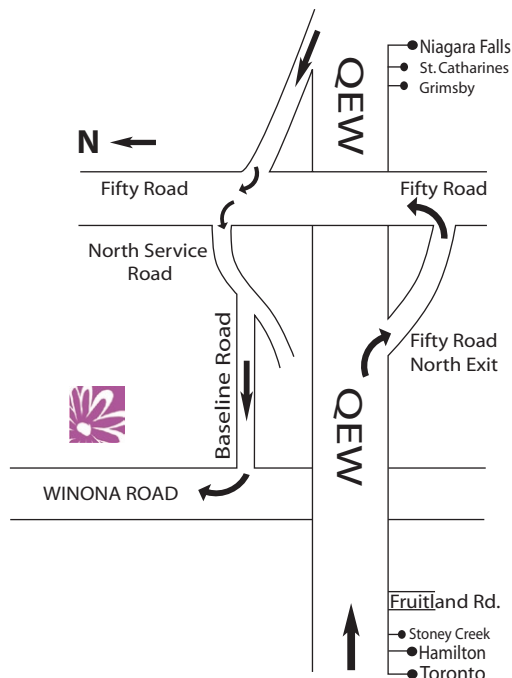 Niagara Falls
QEW
St. Catharines
Grimsby
N
Fifty Road
Fifty Road
North Service
Road
Baseline Road
Fifty Road
North Exit
QEW
WINONA ROAD
Fruitland Rd.
Stoney Creek
Hamilton
Toronto